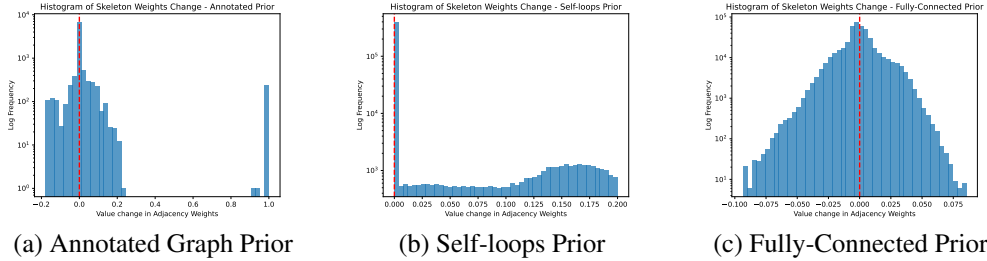 Histogram of Skeleton Weights Change - Annotated Prior
Log Frequency
10⁴
10³
10²
10¹
10⁰
−0.2 0.0 0.2 0.4 0.6 0.8 1.0
Value change in Adjacency Weights
(a) Annotated Graph Prior
Histogram of Skeleton Weights Change - Self-loops Prior
Log Frequency
10⁵
10⁴
10³
0.000 0.025 0.050 0.075 0.100 0.125 0.150 0.175 0.200
Value change in Adjacency Weights
(b) Self-loops Prior
Histogram of Skeleton Weights Change - Fully-Connected Prior
Log Frequency
10⁵
10⁴
10³
10²
10¹
−0.100 −0.075 −0.050 −0.025 0.000 0.025 0.050 0.075
Value change in Adjacency Weights
(c) Fully-Connected Prior